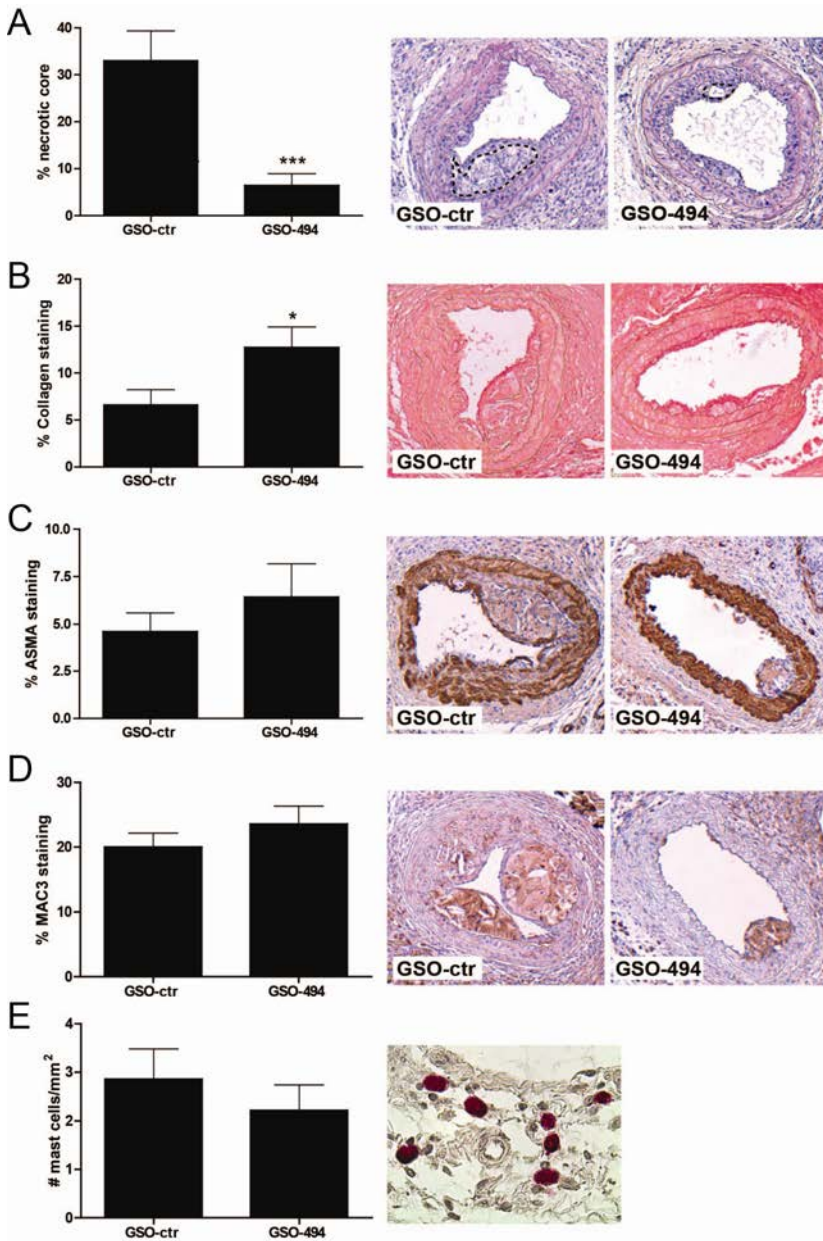 A
% necrotic core
40
30
20
10
0
***
GSO-ctr GSO-494
GSO-ctr
GSO-494
B
% Collagen staining
20
15
10
5
0
*
GSO-ctr GSO-494
GSO-ctr
GSO-494
C
% ASMA staining
10.0
7.5
5.0
2.5
0.0
GSO-ctr GSO-494
GSO-ctr
GSO-494
D
% MAC3 staining
30
20
10
0
GSO-ctr GSO-494
GSO-ctr
GSO-494
E
# mast cells/mm²
4
3
2
1
0
GSO-ctr GSO-494